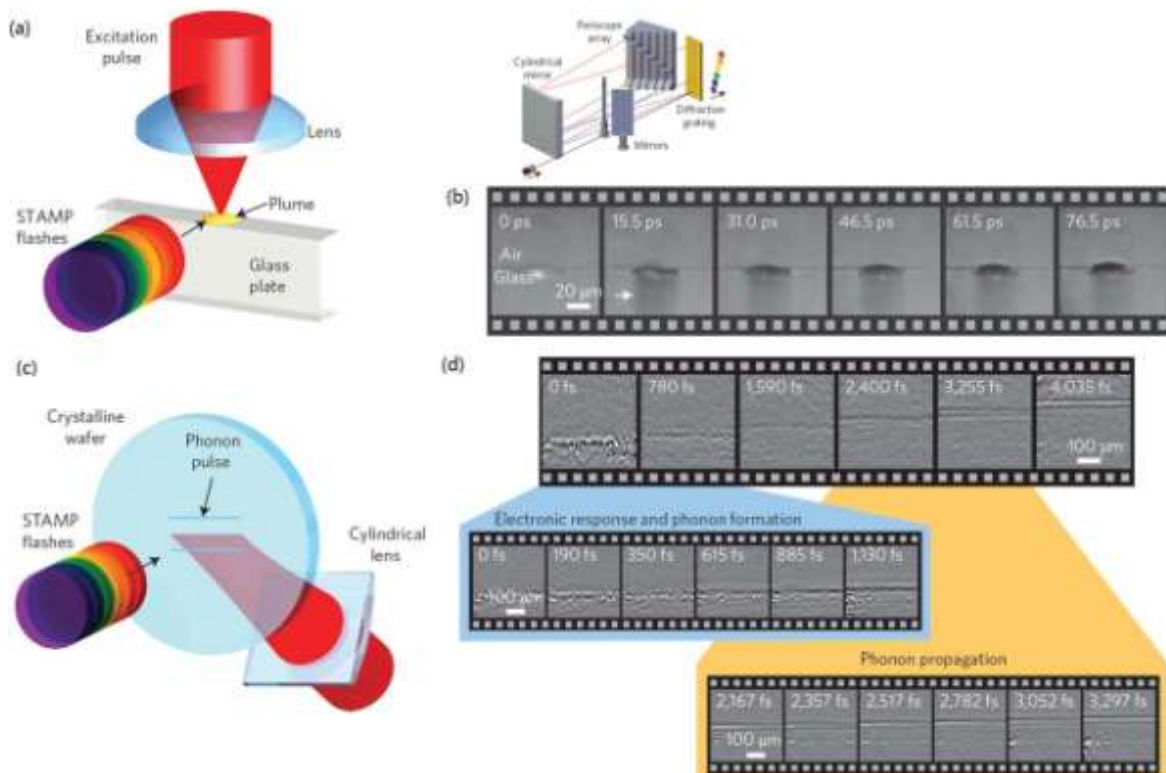 (a)
Excitation
pulse
Lens
STAMP
flashes
Plume
Glass
plate
Periscope
array
Cylindrical
mirror
Diffraction
grating
Mirrors
(b)
0 ps 15.5 ps 31.0 ps 46.5 ps 61.5 ps 76.5 ps
Air
Glass
20 µm
(c)
Crystalline
wafer
Phonon
pulse
STAMP
flashes
Cylindrical
lens
(d)
0 fs 780 fs 1,590 fs 2,400 fs 3,255 fs 4,035 fs
100 µm
Electronic response and phonon formation
0 fs 190 fs 350 fs 615 fs 885 fs 1,130 fs
100 µm
Phonon propagation
2,167 fs 2,357 fs 2,517 fs 2,782 fs 3,052 fs 3,297 fs
100 µm